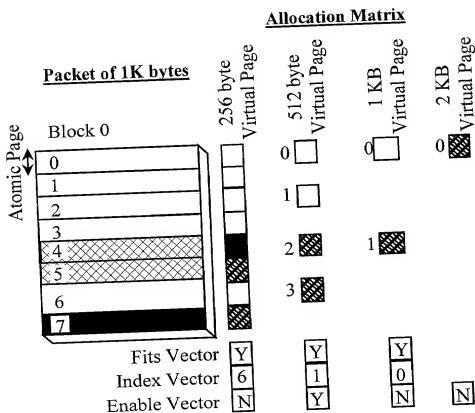 Allocation Matrix
Packet of 1K bytes
256 byte
Virtual Page
512 byte
Virtual Page
1 KB
Virtual Page
2 KB
Virtual Page
Atomic Page
Block 0
0
1
2
3
4
5
6
7
0
1
2
3
0
1
0
Fits Vector Y Y Y
Index Vector 6 1 0
Enable Vector N Y N N